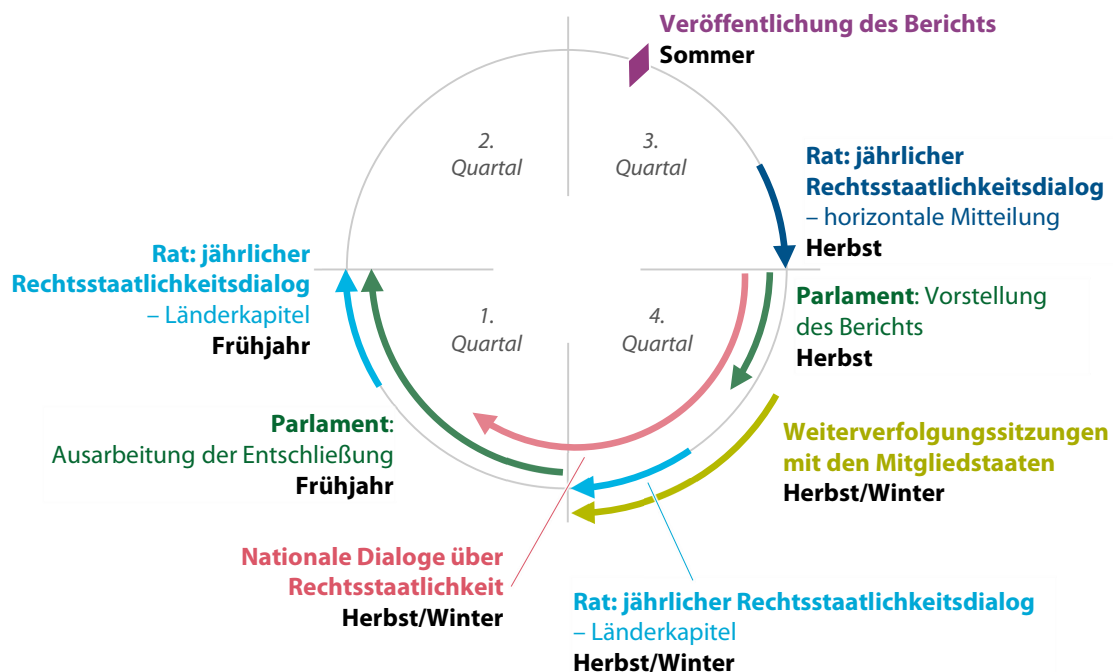 Veröffentlichung des Berichts
Sommer
2.
Quartal
3.
Quartal
Rat: jährlicher
Rechtsstaatlichkeitsdialog
– horizontale Mitteilung
Herbst
Rat: jährlicher
Rechtsstaatlichkeitsdialog
– Länderkapitel
Frühjahr
1.
Quartal
4.
Quartal
Parlament: Vorstellung
des Berichts
Herbst
Parlament:
Ausarbeitung der Entschließung
Frühjahr
Weiterverfolgungssitzungen
mit den Mitgliedstaaten
Herbst/Winter
Nationale Dialoge über
Rechtsstaatlichkeit
Herbst/Winter
Rat: jährlicher Rechtsstaatlichkeitsdialog
– Länderkapitel
Herbst/Winter